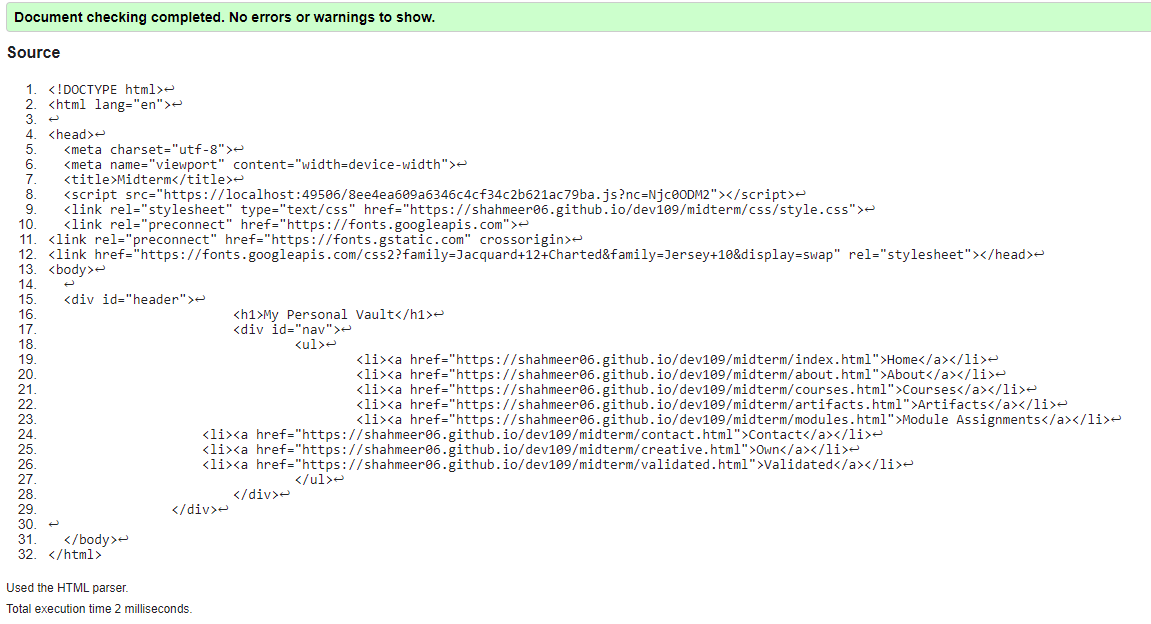 Document checking completed. No errors or warnings to show.
Source
1. <!DOCTYPE html>↩
2. <html lang="en">↩
3. ↩
4. <head>↩
5.   <meta charset="utf-8">↩
6.   <meta name="viewport" content="width=device-width">↩
7.   <title>Midterm</title>↩
8.   <script src="https://localhost:49506/8ee4ea609a6346c4cf34c2b621ac79ba.js?nc=Njc0ODM2"></script>↩
9.   <link rel="stylesheet" type="text/css" href="https://shahmeer06.github.io/dev109/midterm/css/style.css">↩
10.   <link rel="preconnect" href="https://fonts.googleapis.com">↩
11. <link rel="preconnect" href="https://fonts.gstatic.com" crossorigin>↩
12. <link href="https://fonts.googleapis.com/css2?family=Jacquard+12+Charted&family=Jersey+10&display=swap" rel="stylesheet"></head>↩
13. <body>↩
14.   ↩
15.   <div id="header">↩
16.                         <h1>My Personal Vault</h1>↩
17.                         <div id="nav">↩
18.                                 <ul>↩
19.                                         <li><a href="https://shahmeer06.github.io/dev109/midterm/index.html">Home</a></li>↩
20.                                         <li><a href="https://shahmeer06.github.io/dev109/midterm/about.html">About</a></li>↩
21.                                         <li><a href="https://shahmeer06.github.io/dev109/midterm/courses.html">Courses</a></li>↩
22.                                         <li><a href="https://shahmeer06.github.io/dev109/midterm/artifacts.html">Artifacts</a></li>↩
23.                                         <li><a href="https://shahmeer06.github.io/dev109/midterm/modules.html">Module Assignments</a></li>↩
24.                     <li><a href="https://shahmeer06.github.io/dev109/midterm/contact.html">Contact</a></li>↩
25.                     <li><a href="https://shahmeer06.github.io/dev109/midterm/creative.html">Own</a></li>↩
26.                     <li><a href="https://shahmeer06.github.io/dev109/midterm/validated.html">Validated</a></li>↩
27.                                 </ul>↩
28.                         </div>↩
29.                 </div>↩
30. ↩
31.   </body>↩
32. </html>
Used the HTML parser.
Total execution time 2 milliseconds.